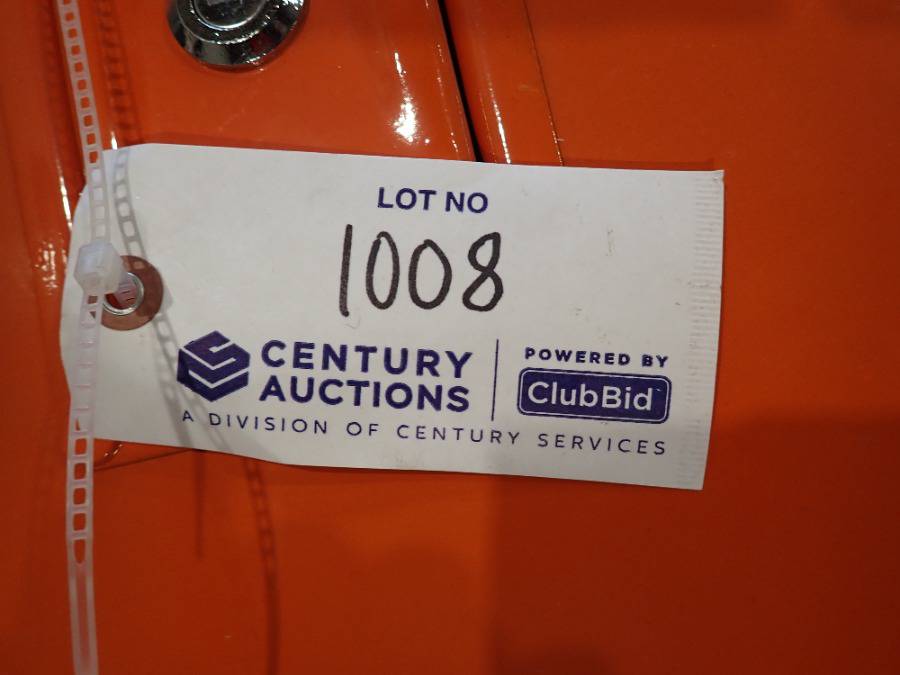 LOT NO
1008
CENTURY
AUCTIONS
POWERED BY
ClubBid
A DIVISION OF CENTURY SERVICES